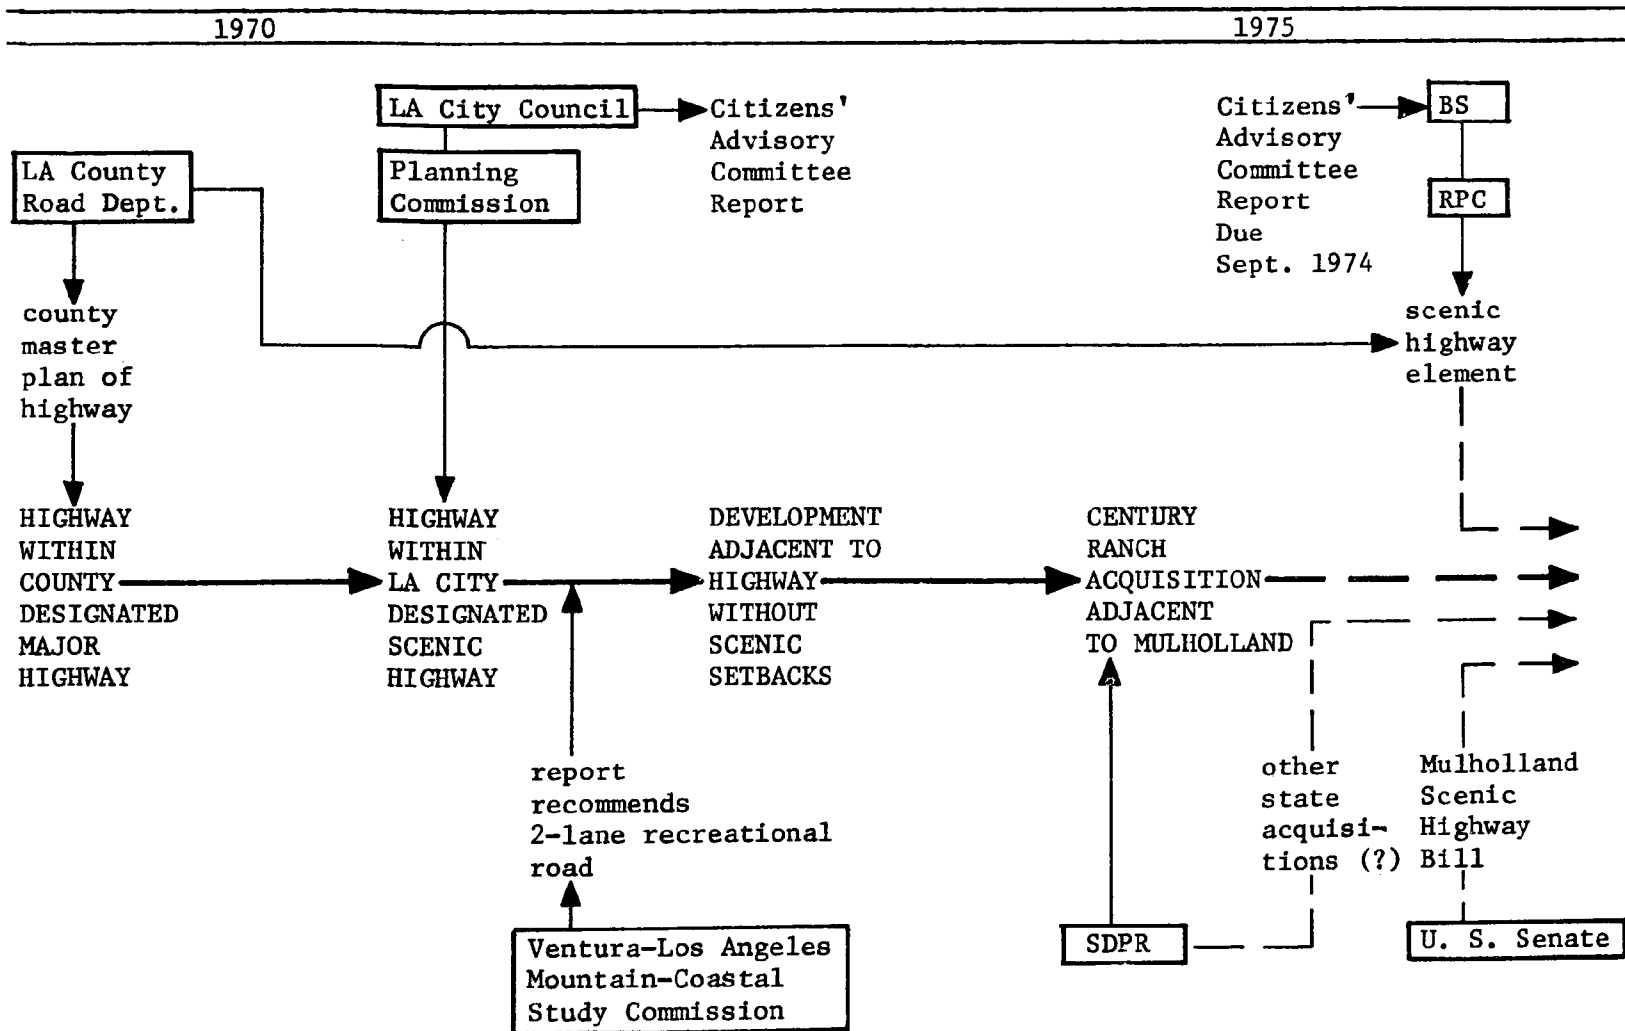 1970
1975
LA City Council
Citizens'
Advisory
Committee
Report
Citizens'
Advisory
Committee
Report
Due
Sept. 1974
BS
LA County
Road Dept.
Planning
Commission
RPC
county
master
plan of
highway
scenic
highway
element
HIGHWAY
WITHIN
COUNTY
DESIGNATED
MAJOR
HIGHWAY
HIGHWAY
WITHIN
LA CITY
DESIGNATED
SCENIC
HIGHWAY
DEVELOPMENT
ADJACENT TO
HIGHWAY
WITHOUT
SCENIC
SETBACKS
CENTURY
RANCH
ACQUISITION
ADJACENT
TO MULHOLLAND
report
recommends
2-lane recreational
road
other
state
acquisi-
tions (?)
Mulholland
Scenic
Highway
Bill
Ventura-Los Angeles
Mountain-Coastal
Study Commission
SDPR
U. S. Senate